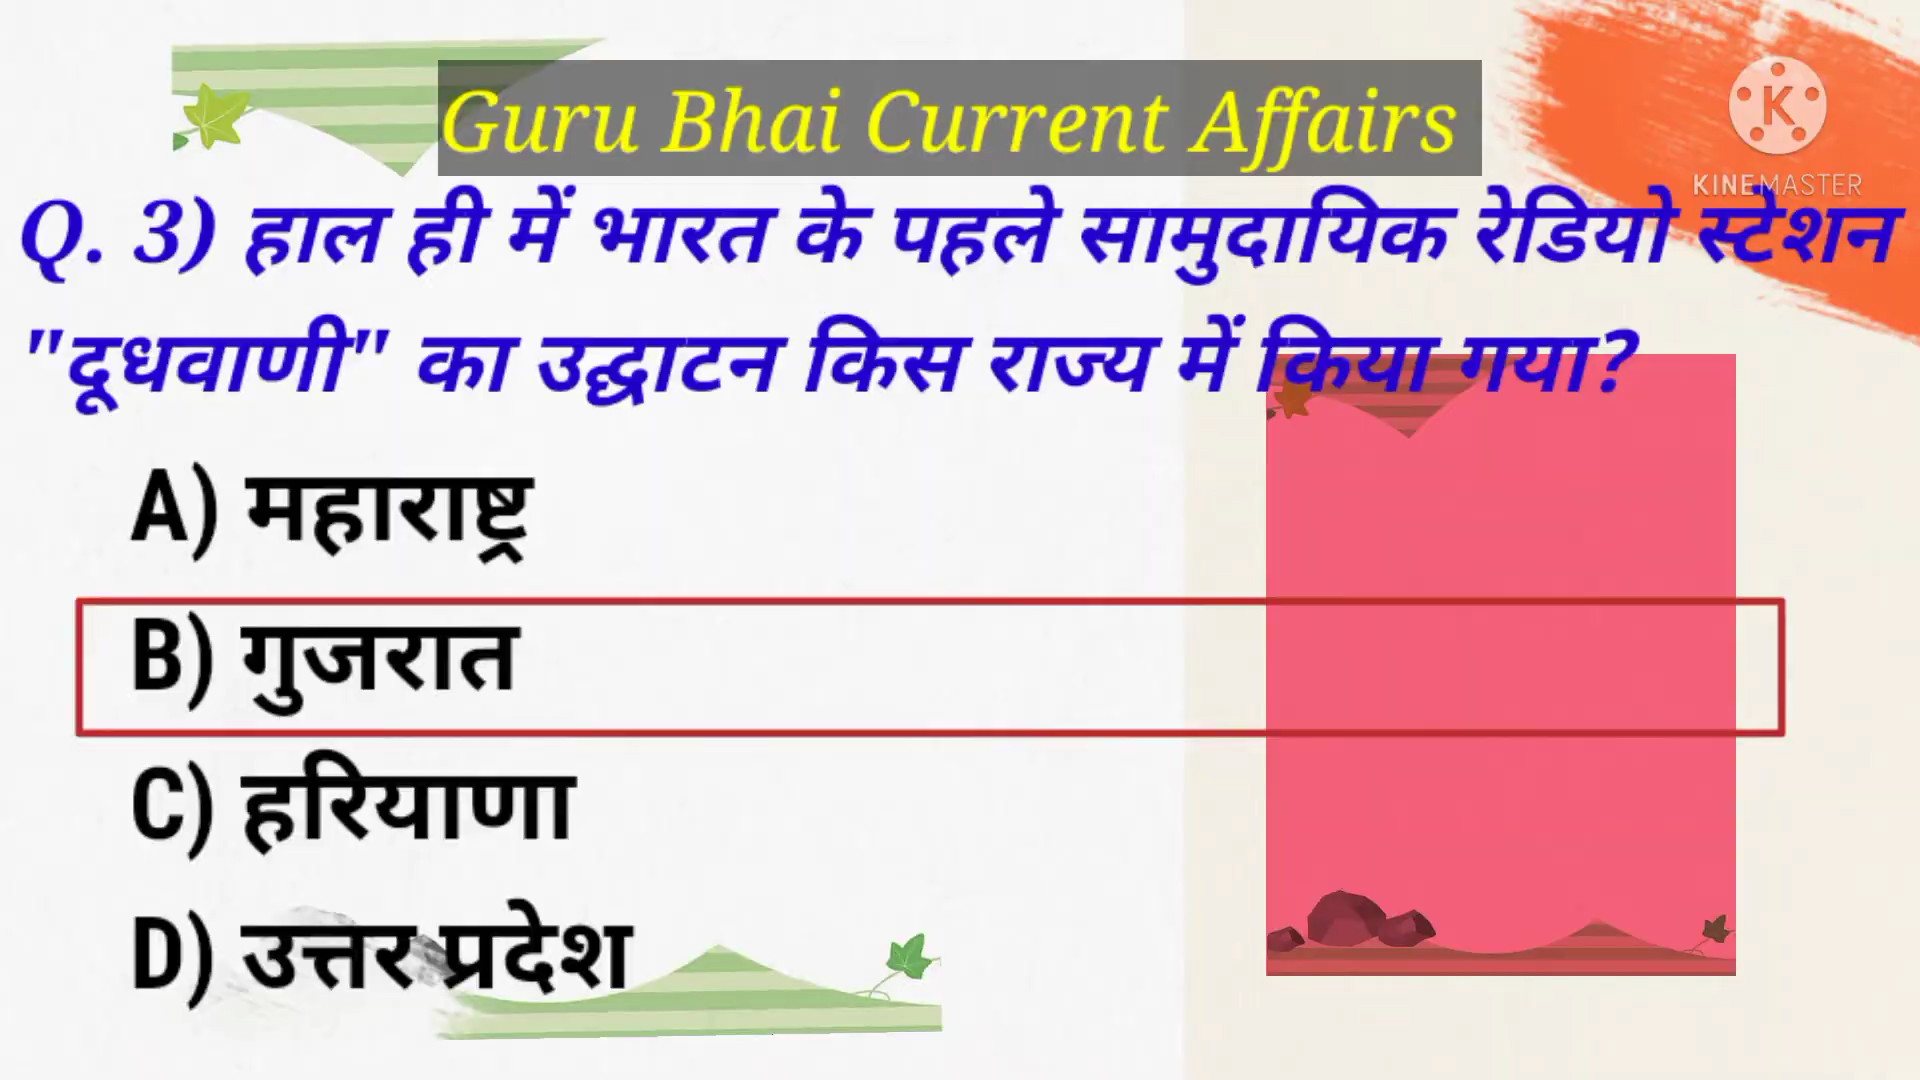 Guru Bhai Current Affairs
KINEMASTER
Q. 3) हाल ही में भारत के पहले सामुदायिक रेडियो स्टेशन
"दूधवाणी" का उद्घाटन किस राज्य में किया गया?
A) महाराष्ट्र
B) गुजरात
C) हरियाणा
D) उत्तर प्रदेश